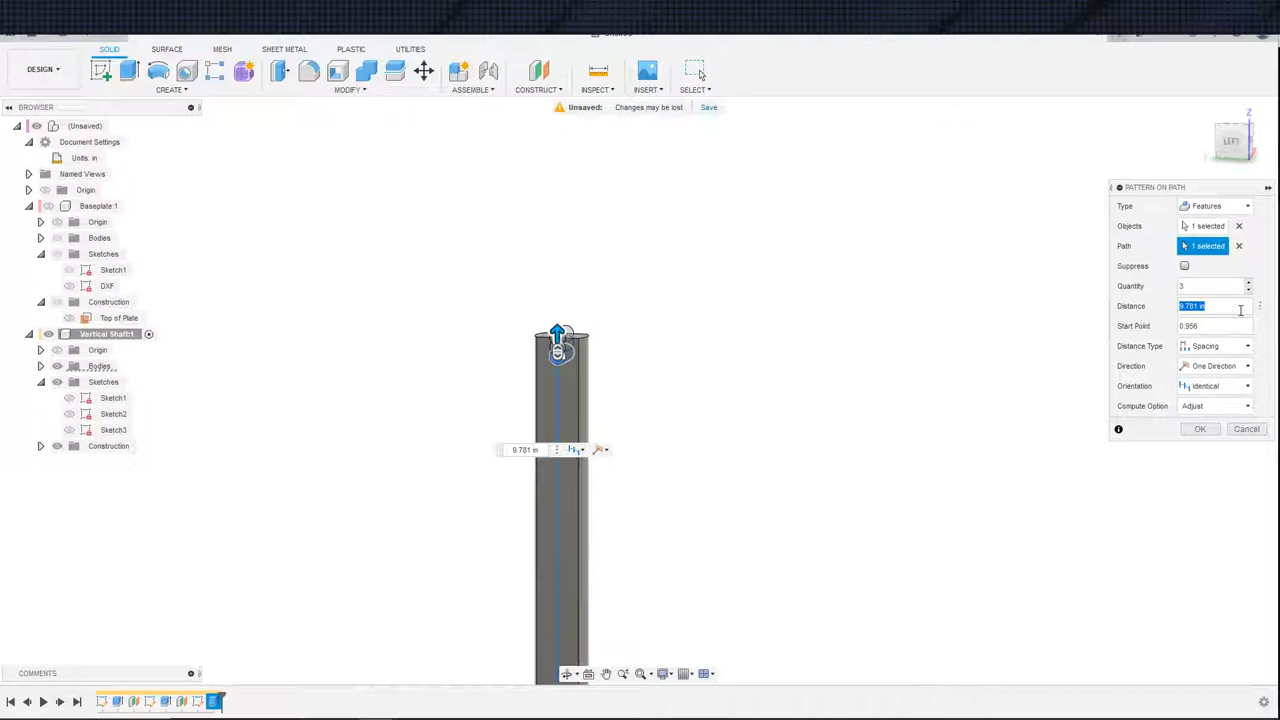 SOLID SURFACE MESH SHEET METAL PLASTIC UTILITIES
DESIGN
CREATE MODIFY ASSEMBLE CONSTRUCT INSPECT INSERT SELECT
BROWSER
Unsaved: Changes may be lost Save
(Unsaved)
Document Settings
Units: in
Named Views
Origin
Baseplate:1
Origin
Bodies
Sketches
Sketch1
DXF
Construction
Top of Plate
Vertical Shaft:1
Origin
Bodies
Sketches
Sketch1
Sketch2
Sketch3
Construction
Z
LEFT
PATTERN ON PATH
Type Features
Objects 1 selected
Path 1 selected
Suppress
Quantity 3
Distance 9.781 in
Start Point 0.956
Distance Type Spacing
Direction One Direction
Orientation Identical
Compute Option Adjust
OK Cancel
9.781 in
COMMENTS